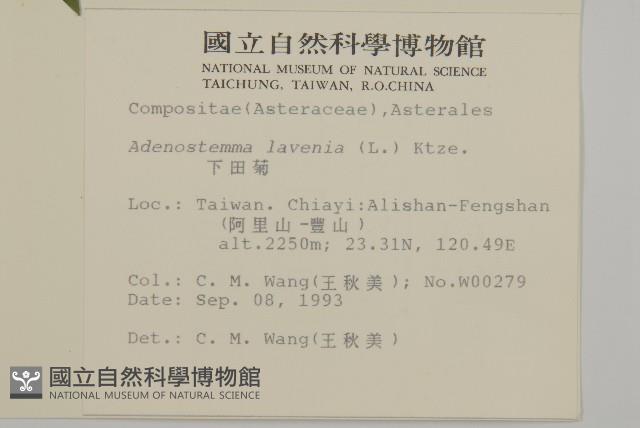 國立自然科學博物館
NATIONAL MUSEUM OF NATURAL SCIENCE
TAICHUNG, TAIWAN, R.O.CHINA
Compositae(Asteraceae),Asterales
Adenostemma lavenia (L.) Ktze.
下田菊
Loc.: Taiwan. Chiayi:Alishan-Fengshan
(阿里山-豐山)
alt.2250m; 23.31N, 120.49E
Col.: C. M. Wang(王秋美); No.W00279
Date: Sep. 08, 1993
Det.: C. M. Wang(王秋美)
國立自然科學博物館
NATIONAL MUSEUM OF NATURAL SCIENCE